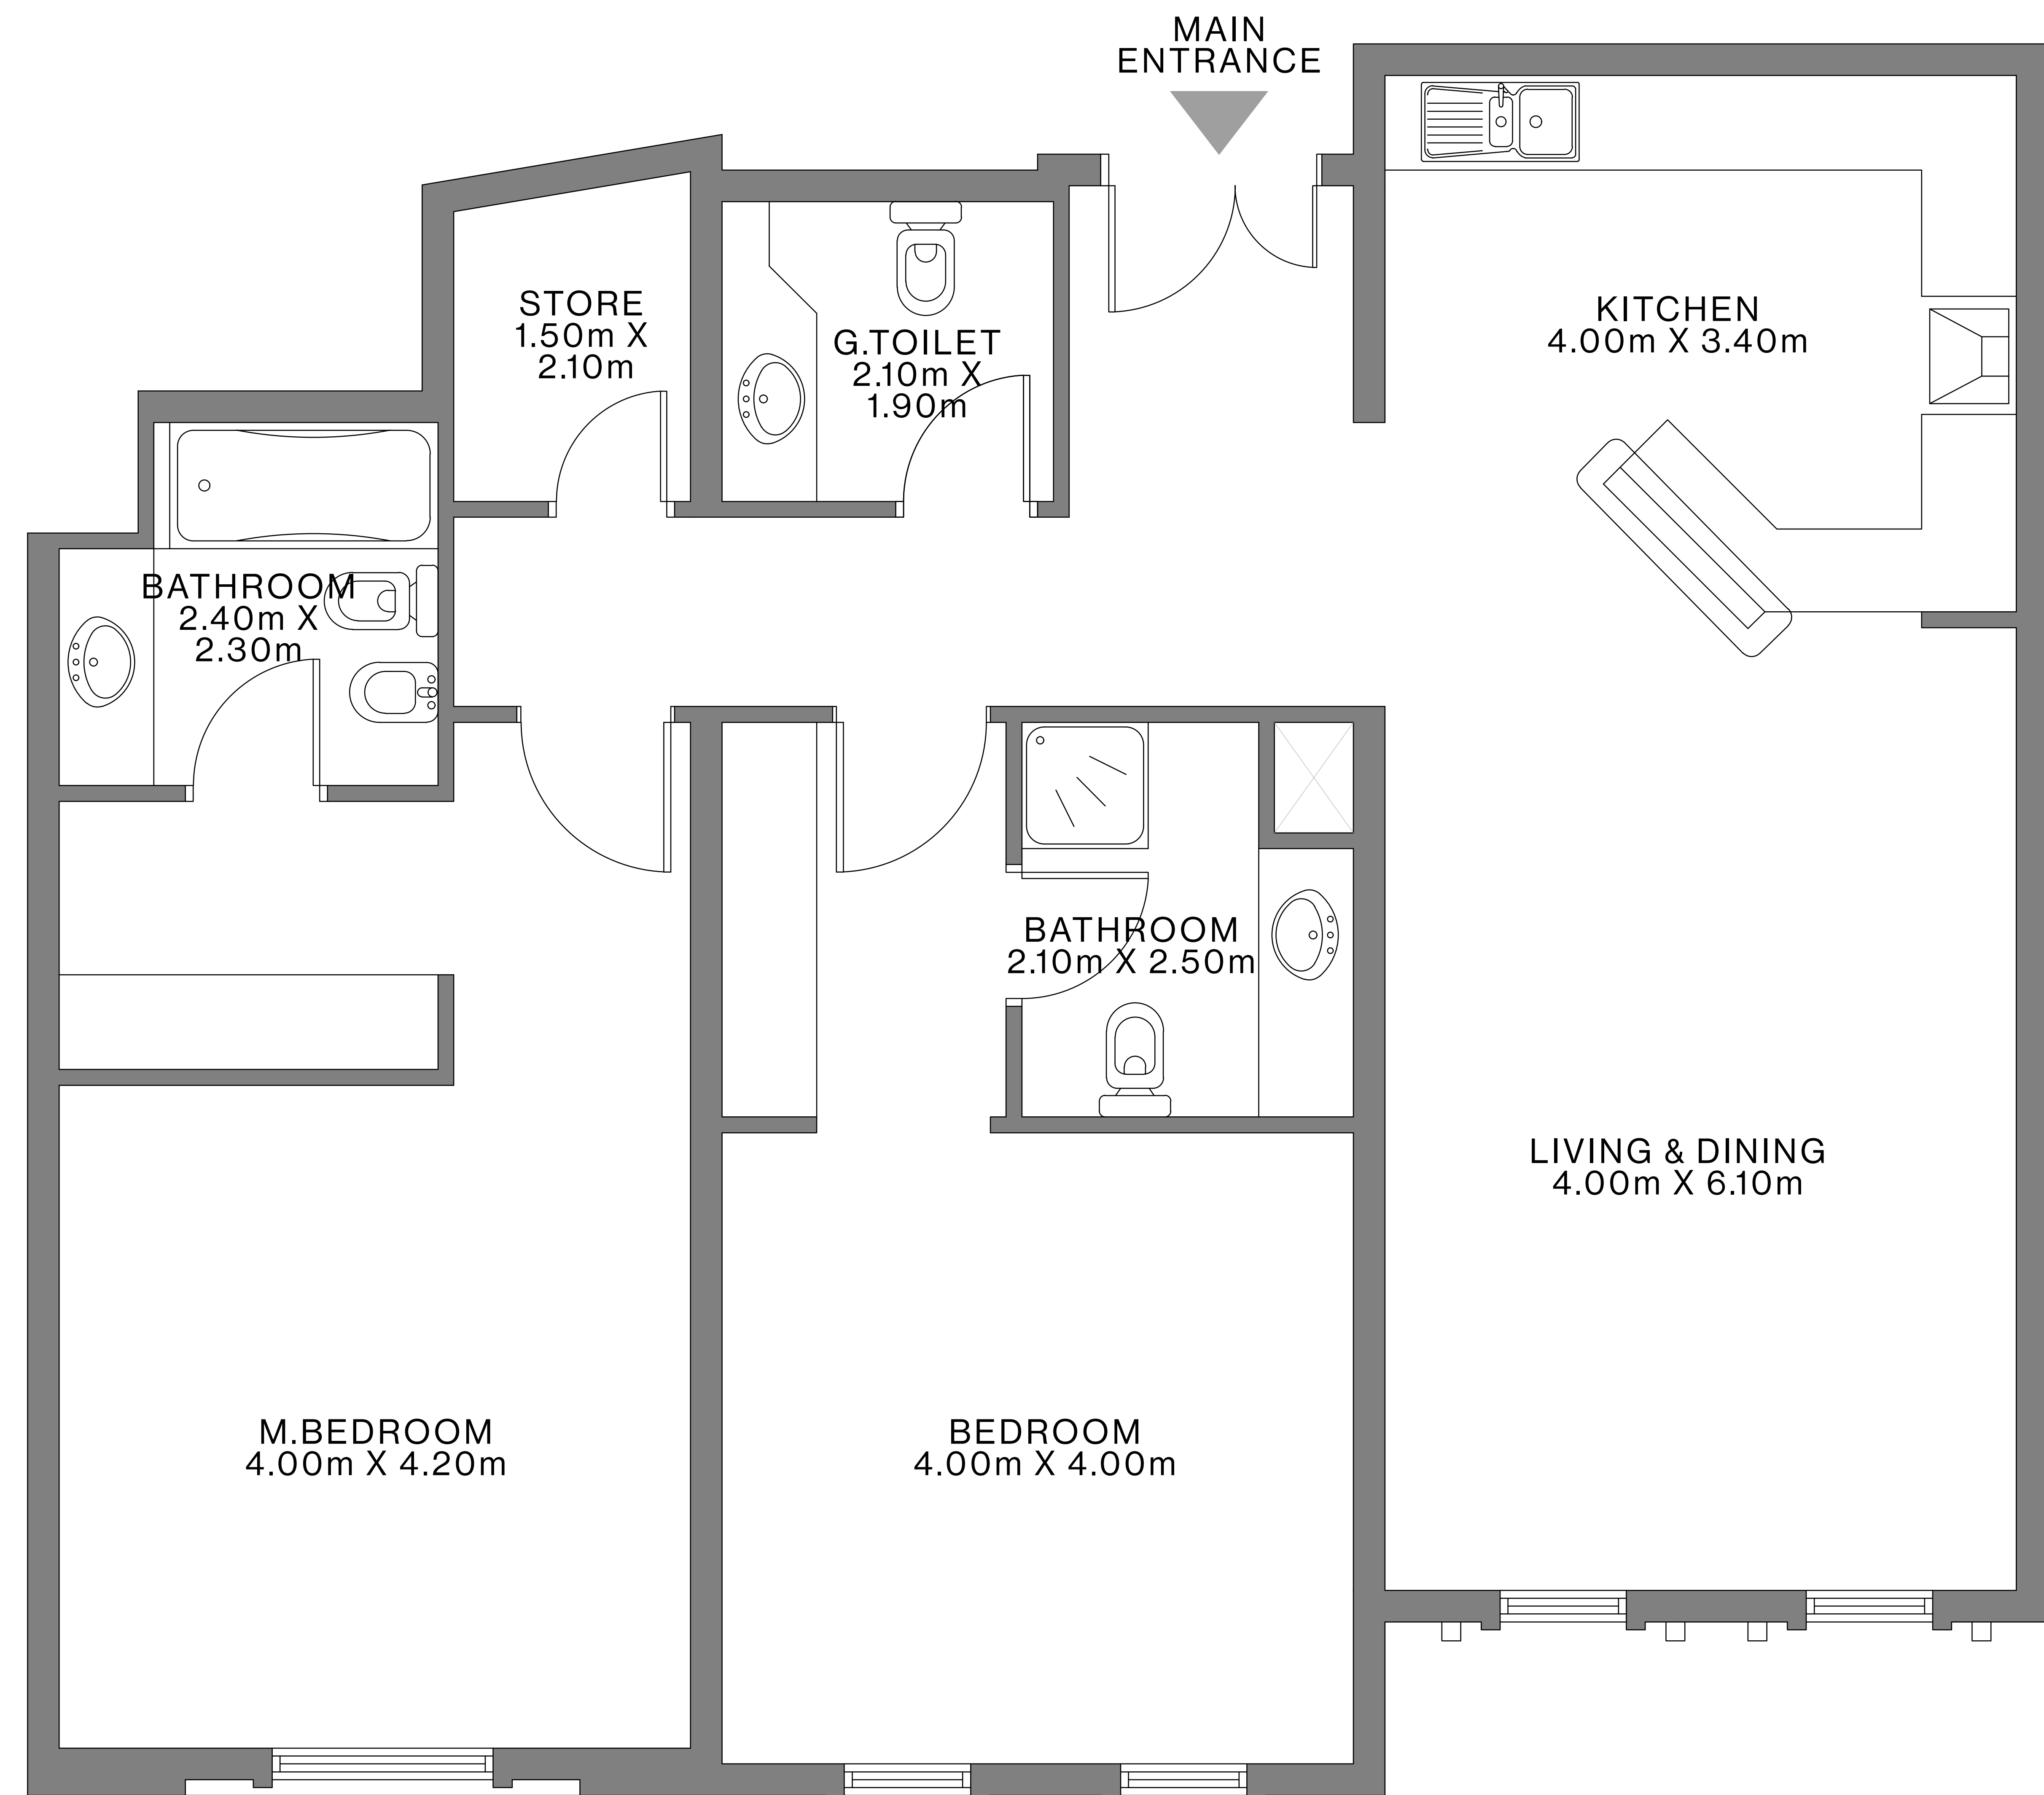 MAIN
ENTRANCE
STORE
1.50m X
2.10m
G.TOILET
2.10m X
1.90m
KITCHEN
4.00m X 3.40m
BATHROOM
2.40m X
2.30m
BATHROOM
2.10m X 2.50m
LIVING & DINING
4.00m X 6.10m
M.BEDROOM
4.00m X 4.20m
BEDROOM
4.00m X 4.00m